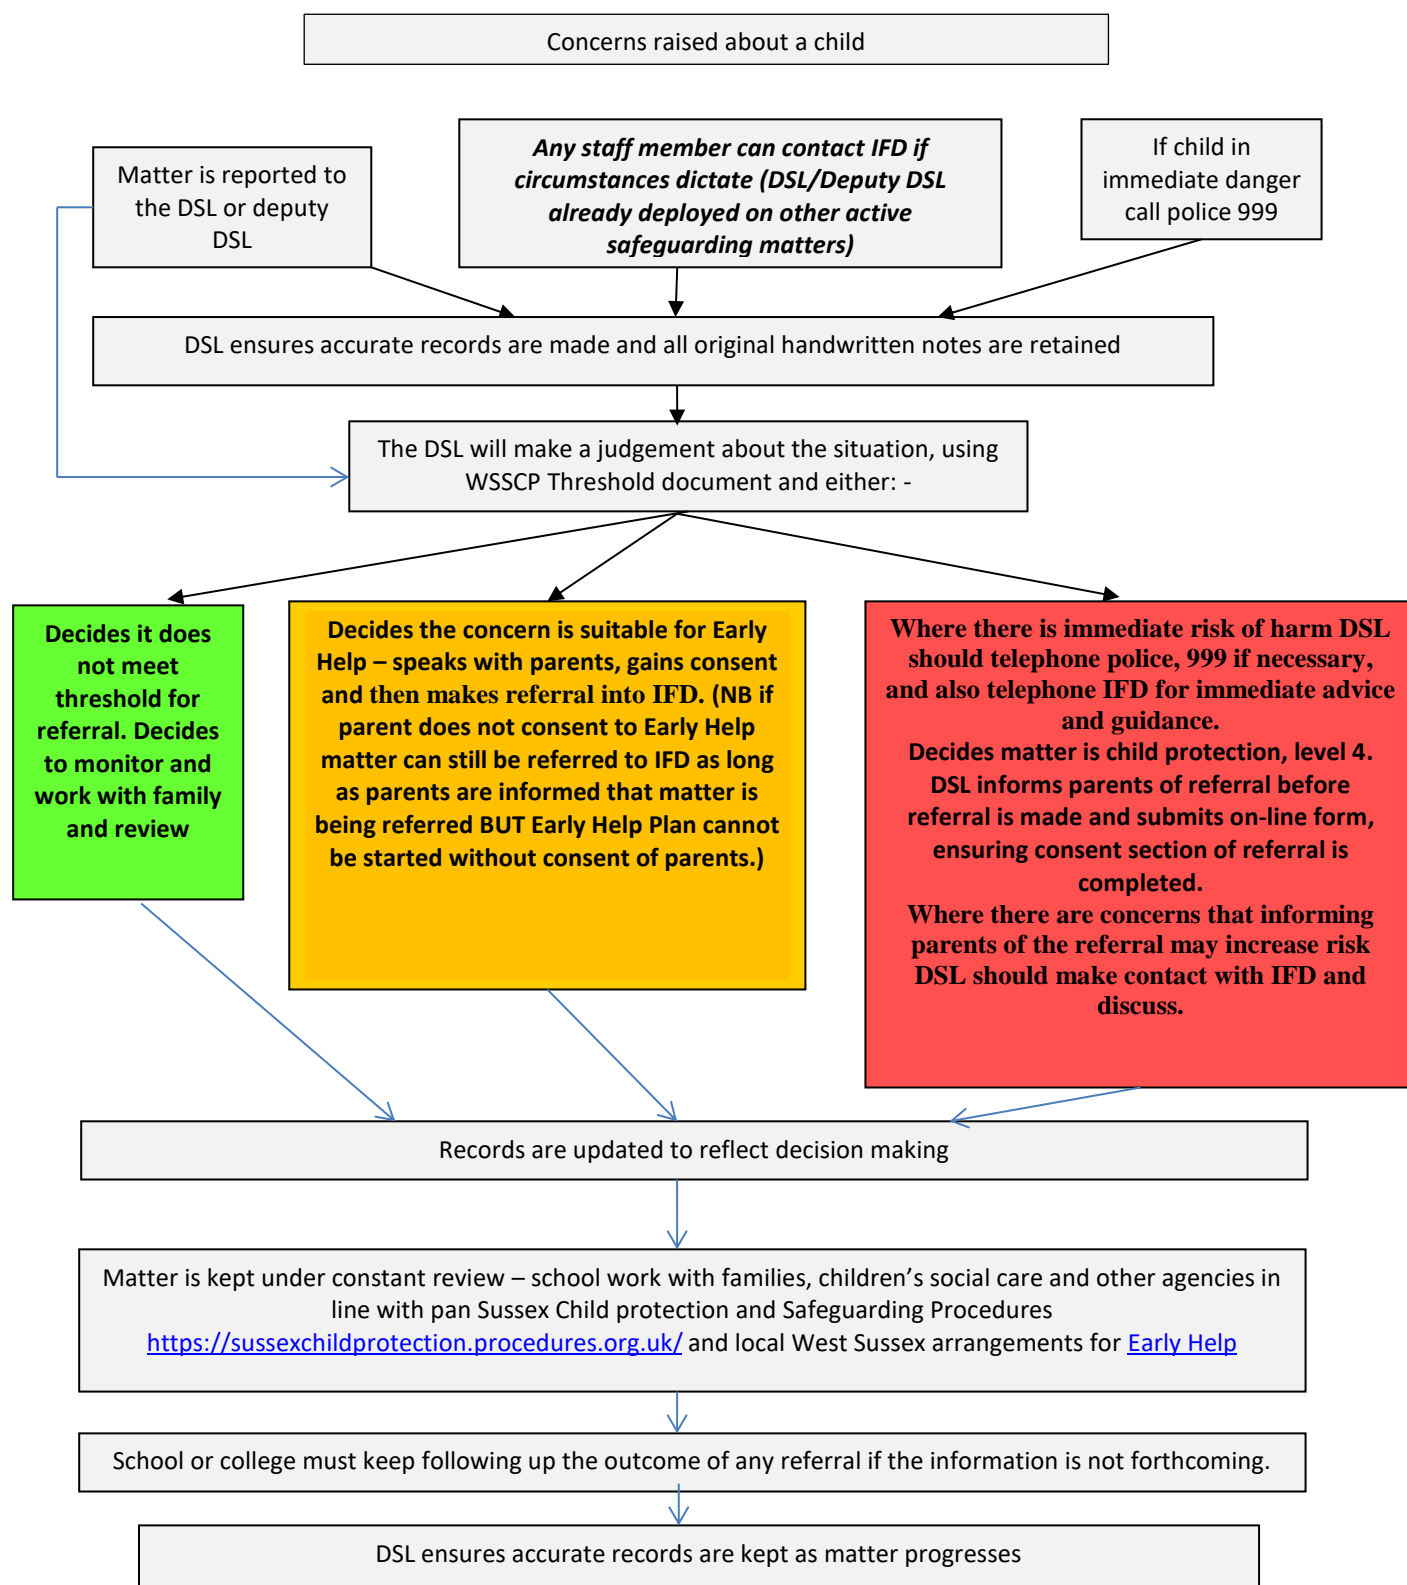 Concerns raised about a child
Matter is reported to
the DSL or deputy
DSL
Any staff member can contact IFD if
circumstances dictate (DSL/Deputy DSL
already deployed on other active
safeguarding matters)
If child in
immediate danger
call police 999
DSL ensures accurate records are made and all original handwritten notes are retained
The DSL will make a judgement about the situation, using
WSSCP Threshold document and either: -
Decides it does
not meet
threshold for
referral. Decides
to monitor and
work with family
and review
Decides the concern is suitable for Early
Help – speaks with parents, gains consent
and then makes referral into IFD. (NB if
parent does not consent to Early Help
matter can still be referred to IFD as long
as parents are informed that matter is
being referred BUT Early Help Plan cannot
be started without consent of parents.)
Where there is immediate risk of harm DSL
should telephone police, 999 if necessary,
and also telephone IFD for immediate advice
and guidance.
Decides matter is child protection, level 4.
DSL informs parents of referral before
referral is made and submits on-line form,
ensuring consent section of referral is
completed.
Where there are concerns that informing
parents of the referral may increase risk
DSL should make contact with IFD and
discuss.
Records are updated to reflect decision making
Matter is kept under constant review – school work with families, children’s social care and other agencies in
line with pan Sussex Child protection and Safeguarding Procedures
https://sussexchildprotection.procedures.org.uk/ and local West Sussex arrangements for Early Help
School or college must keep following up the outcome of any referral if the information is not forthcoming.
DSL ensures accurate records are kept as matter progresses